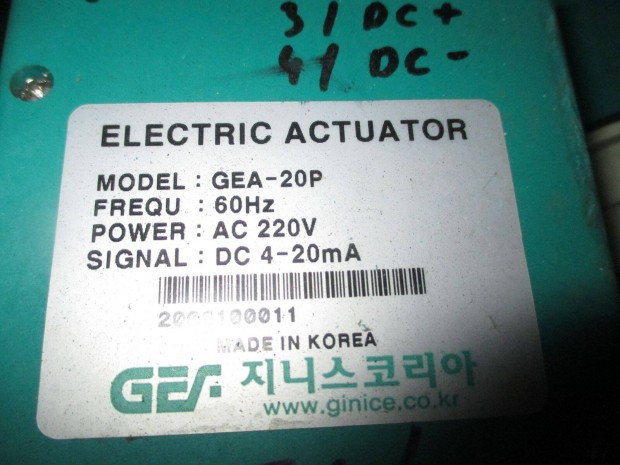 3/ DC+
4/ DC-
ELECTRIC ACTUATOR
MODEL : GEA-20P
FREQU : 60Hz
POWER : AC 220V
SIGNAL : DC 4-20mA
MADE IN KOREA
GEA 지니스코리아
www.ginice.co.kr